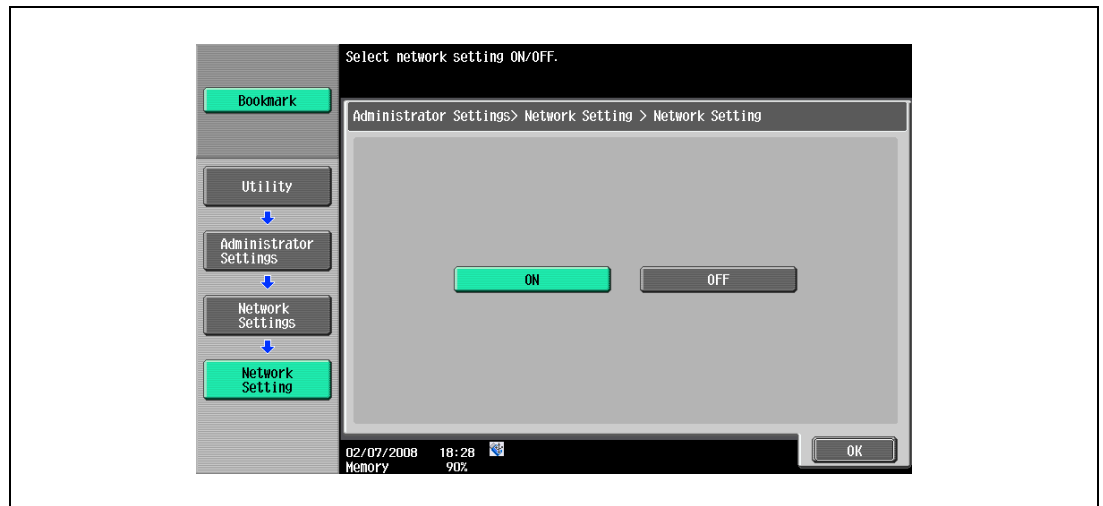 Select network setting ON/OFF.
Bookmark
Administrator Settings> Network Setting > Network Setting
Utility
Administrator
Settings
Network
Settings
Network
Setting
ON
OFF
02/07/2008 18:28
Memory 90%
OK